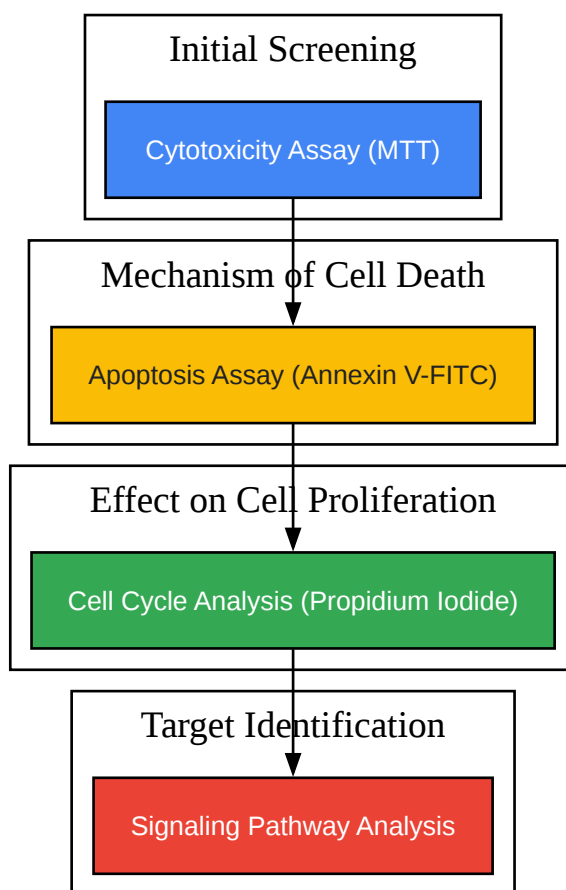 Initial Screening
Cytotoxicity Assay (MTT)
Mechanism of Cell Death
Apoptosis Assay (Annexin V-FITC)
Effect on Cell Proliferation
Cell Cycle Analysis (Propidium Iodide)
Target Identification
Signaling Pathway Analysis